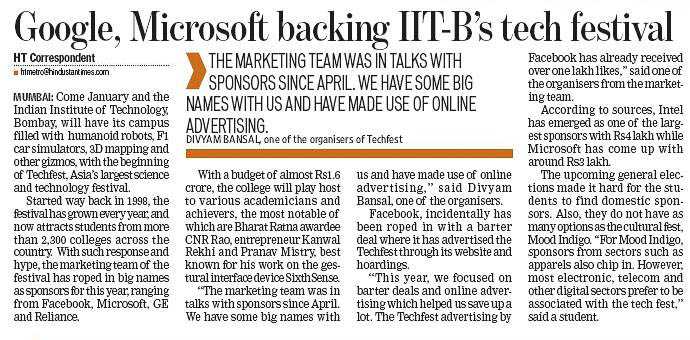 Google, Microsoft backing IIT-B's tech festival
HT Correspondent
htmetro@hindustantimes.com
MUMBAI: Come January and the
Indian Institute of Technology,
Bombay, will have its campus
filled with humanoid robots, F1
car simulators, 3D mapping and
other gizmos, with the beginning
of Techfest, Asia's largest science
and technology festival.
Started way back in 1998, the
festival has grown every year, and
now attracts students from more
than 2,300 colleges across the
country. With such response and
hype, the marketing team of the
festival has roped in big names
as sponsors for this year, ranging
from Facebook, Microsoft, GE
and Reliance.
THE MARKETING TEAM WAS IN TALKS WITH
SPONSORS SINCE APRIL. WE HAVE SOME BIG
NAMES WITH US AND HAVE MADE USE OF ONLINE
ADVERTISING.
DIVYAM BANSAL, one of the organisers of Techfest
With a budget of almost Rs1.6
crore, the college will play host
to various academicians and
achievers, the most notable of
which are Bharat Ratna awardee
CNR Rao, entrepreneur Kanwal
Rekhi and Pranav Mistry, best
known for his work on the ges-
tural interface device SixthSense.
"The marketing team was in
talks with sponsors since April.
We have some big names with
us and have made use of online
advertising," said Divyam
Bansal, one of the organisers.
Facebook, incidentally has
been roped in with a barter
deal where it has advertised the
Techfest through its website and
hoardings.
"This year, we focused on
barter deals and online adver-
tising which helped us save up a
lot. The Techfest advertising by
Facebook has already received
over one lakh likes," said one of
the organisers from the market-
ing team.
According to sources, Intel
has emerged as one of the larg-
est sponsors with Rs4 lakh while
Microsoft has come up with
around Rs3 lakh.
The upcoming general elec-
tions made it hard for the stu-
dents to find domestic spon-
sors. Also, they do not have as
many options as the cultural fest,
Mood Indigo. "For Mood Indigo,
sponsors from sectors such as
apparels also chip in. However,
most electronic, telecom and
other digital sectors prefer to be
associated with the tech fest,"
said a student.